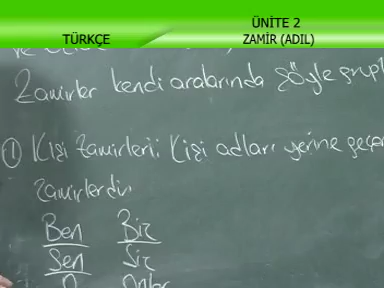 ÜNİTE 2
TÜRKÇE
ZAMİR (ADIL)
Zamirler kendi aralarında şöyle
① Kişi zamirleri: Kişi adları yerine geçen
zamirlerdir
Ben Biz
Sen Siz
O Onlar